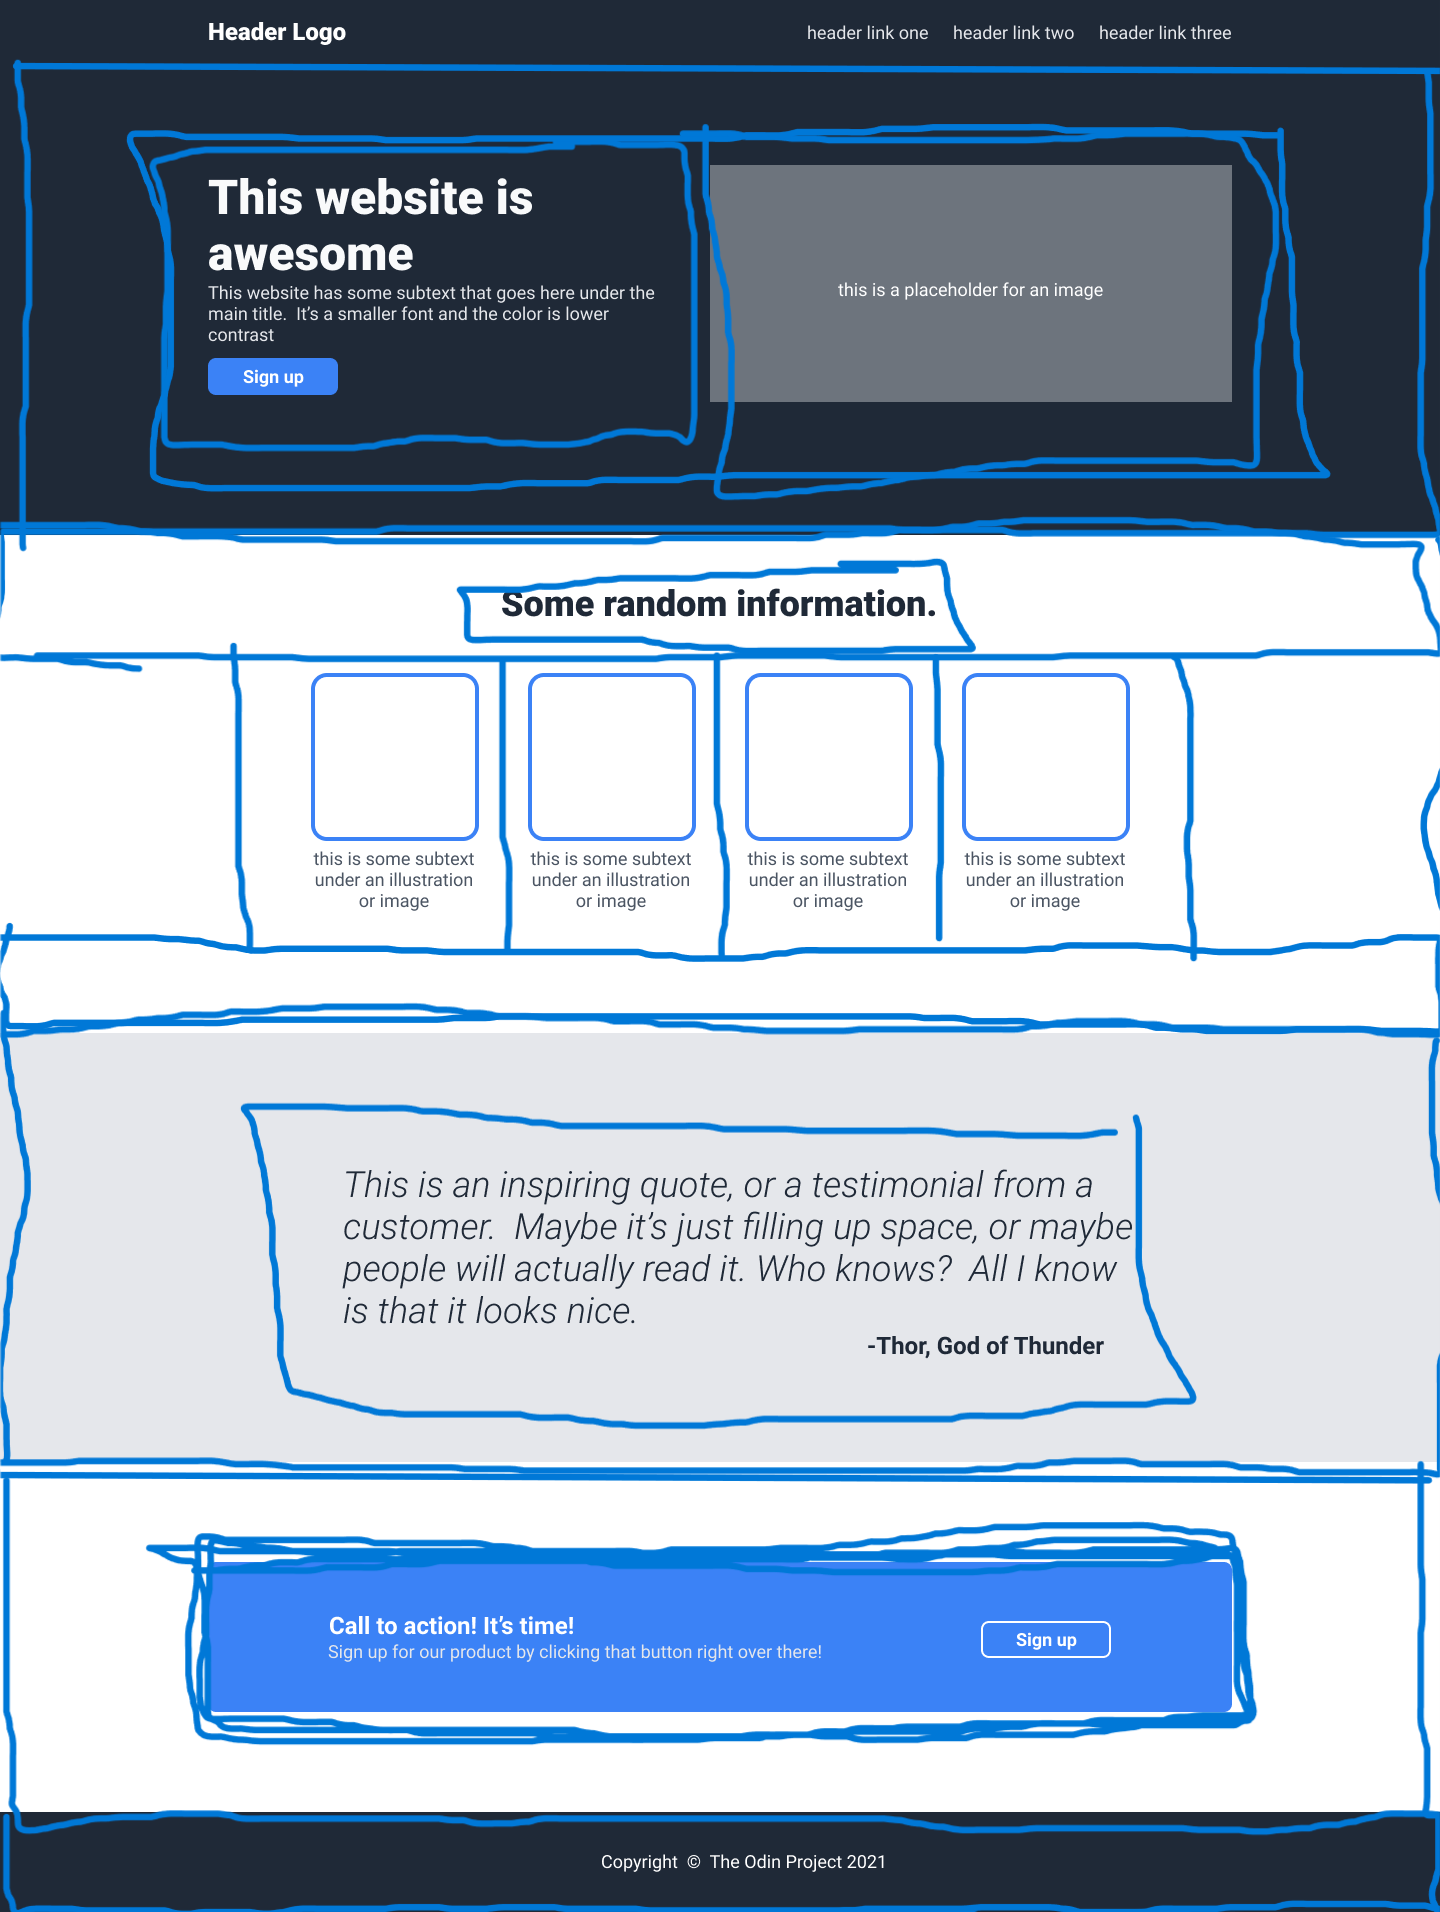 Header Logo
header link one header link two header link three
This website is
awesome
This website has some subtext that goes here under the
main title.  It’s a smaller font and the color is lower
contrast
Sign up
this is a placeholder for an image
Some random information.
this is some subtext
under an illustration
or image
this is some subtext
under an illustration
or image
this is some subtext
under an illustration
or image
this is some subtext
under an illustration
or image
This is an inspiring quote, or a testimonial from a
customer.  Maybe it’s just filling up space, or maybe
people will actually read it. Who knows?  All I know
is that it looks nice.
-Thor, God of Thunder
Call to action! It’s time!
Sign up for our product by clicking that button right over there!
Sign up
Copyright © The Odin Project 2021